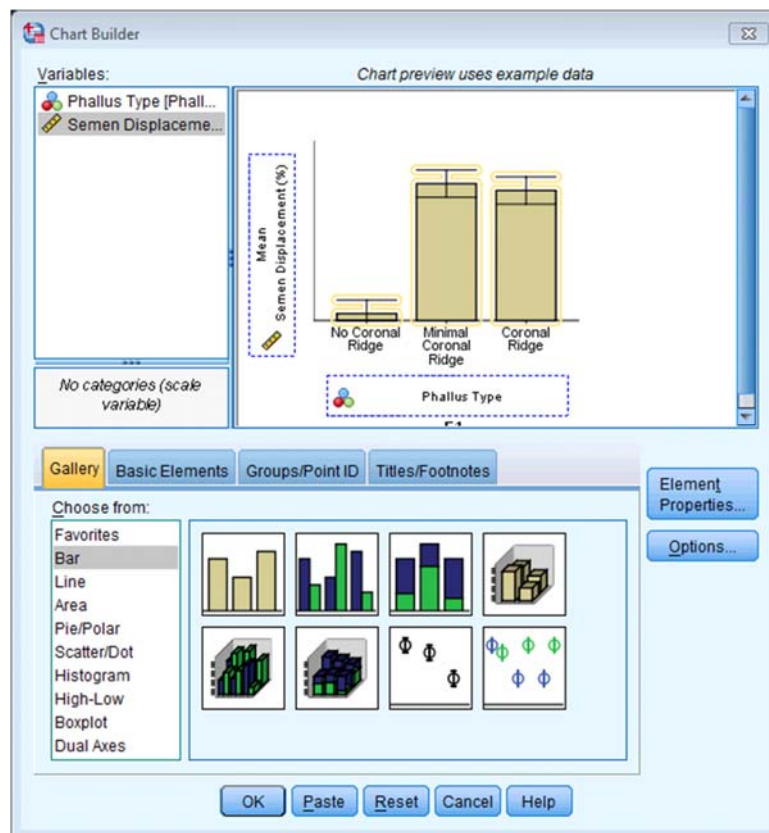 Chart Builder
Variables:
Chart preview uses example data
Phallus Type [Phall...
Semen Displaceme...
No categories (scale
variable)
Mean
Semen Displacement (%)
No Coronal
Ridge
Minimal
Coronal
Ridge
Coronal
Ridge
Phallus Type
Gallery
Basic Elements
Groups/Point ID
Titles/Footnotes
Choose from:
Favorites
Bar
Line
Area
Pie/Polar
Scatter/Dot
Histogram
High-Low
Boxplot
Dual Axes
Element
Properties...
Options...
OK
Paste
Reset
Cancel
Help